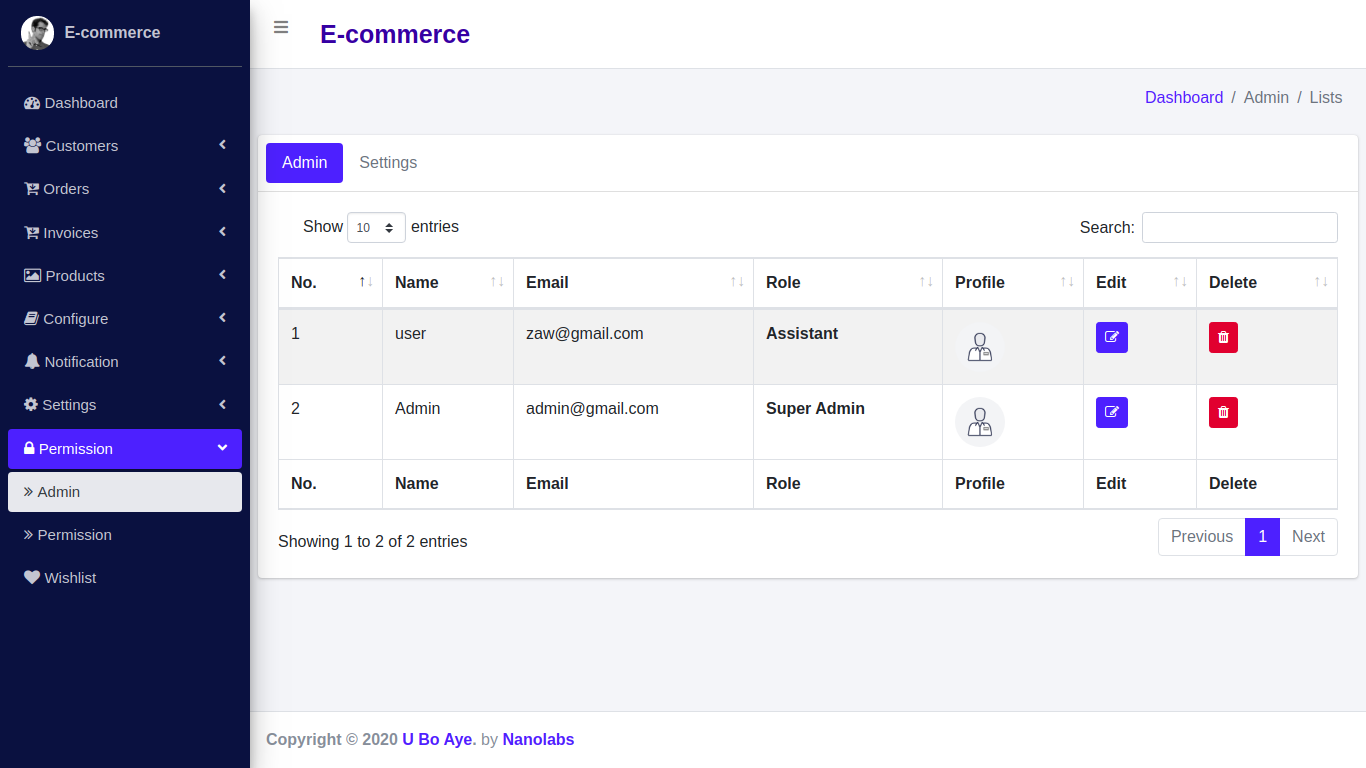 E-commerce
Dashboard
Customers
Orders
Invoices
Products
Configure
Notification
Settings
Permission
Admin
Permission
Wishlist
E-commerce
Dashboard / Admin / Lists
Admin Settings
Show 10 entries Search:
No. Name Email Role Profile Edit Delete
1 user zaw@gmail.com Assistant
2 Admin admin@gmail.com Super Admin
No. Name Email Role Profile Edit Delete
Showing 1 to 2 of 2 entries Previous 1 Next
Copyright © 2020 U Bo Aye. by Nanolabs